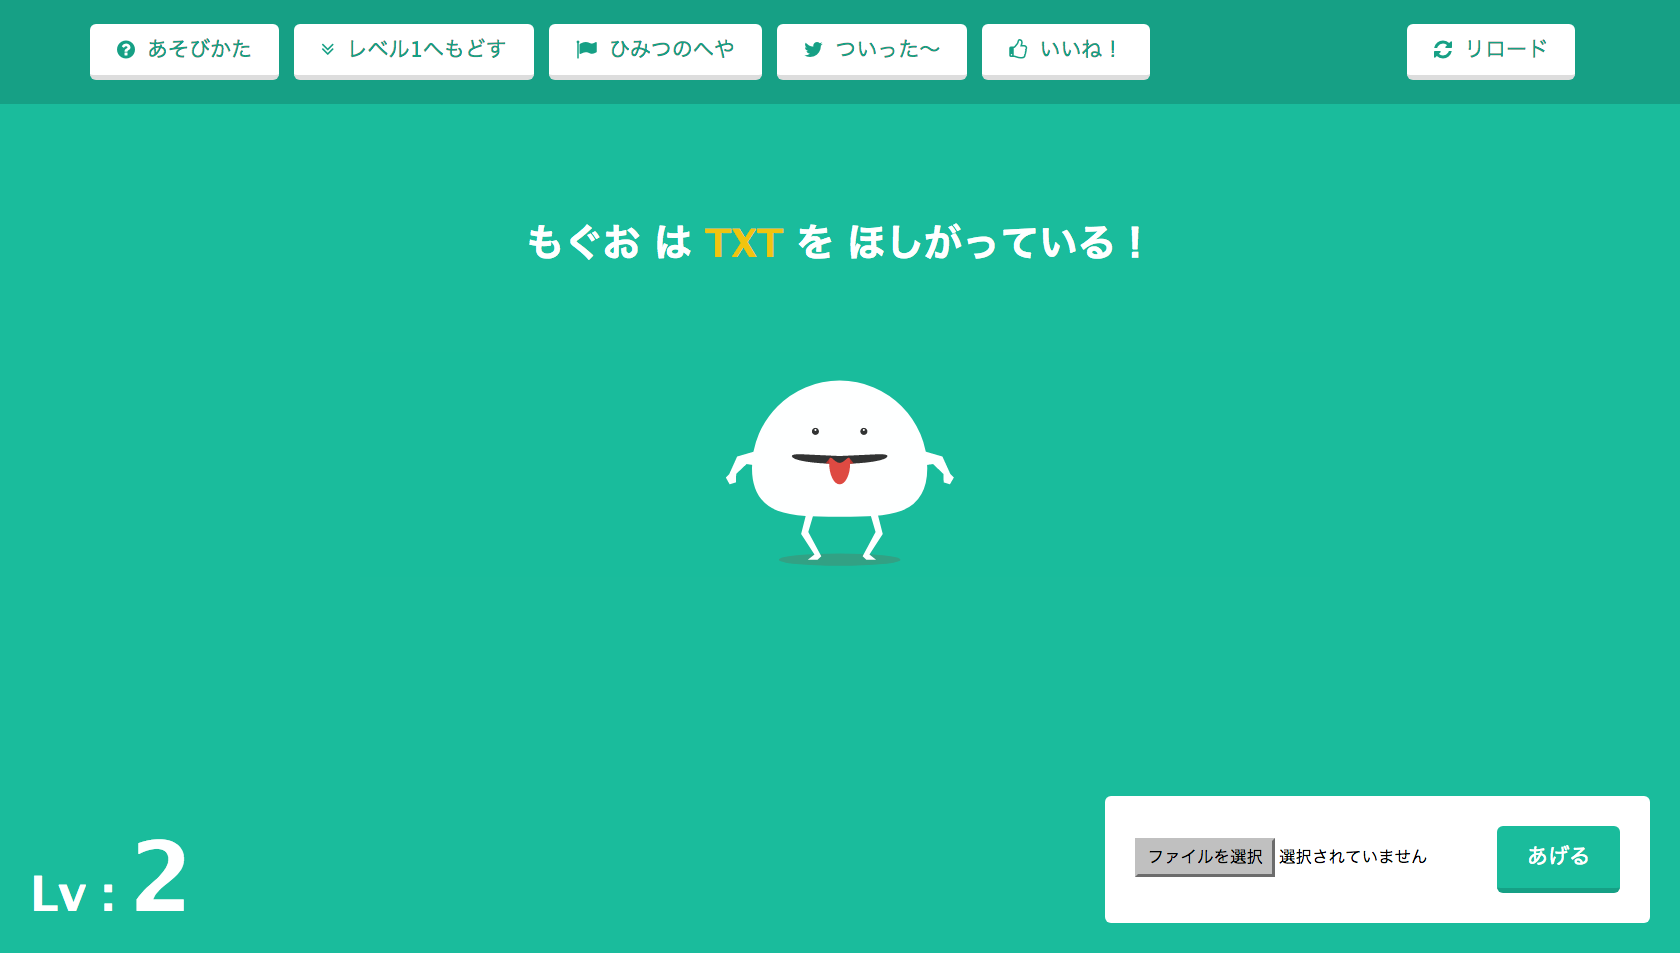 あそびかた
レベル1へもどす
ひみつのへや
ついった〜
いいね！
リロード
もぐお は TXT を ほしがっている！
Lv : 2
ファイルを選択 選択されていません
あげる